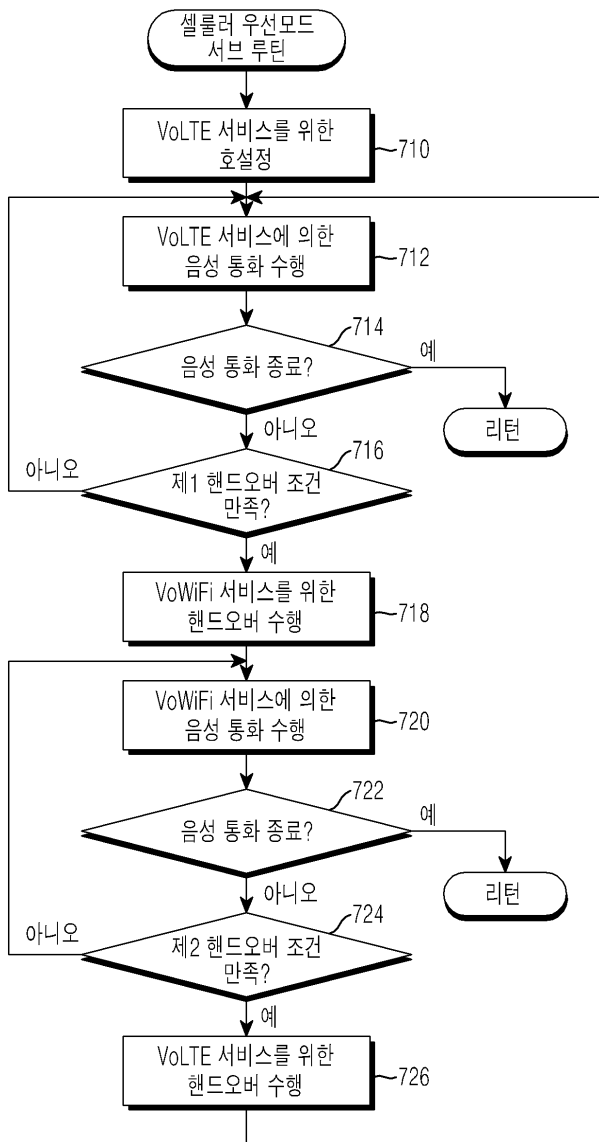 셀룰러 우선모드
서브 루틴
VoLTE 서비스를 위한
호설정
710
VoLTE 서비스에 의한
음성 통화 수행
712
714
음성 통화 종료?
예
리턴
아니오
716
아니오
제1 핸드오버 조건
만족?
예
VoWiFi 서비스를 위한
핸드오버 수행
718
VoWiFi 서비스에 의한
음성 통화 수행
720
722
음성 통화 종료?
예
리턴
아니오
724
아니오
제2 핸드오버 조건
만족?
예
VoLTE 서비스를 위한
핸드오버 수행
726